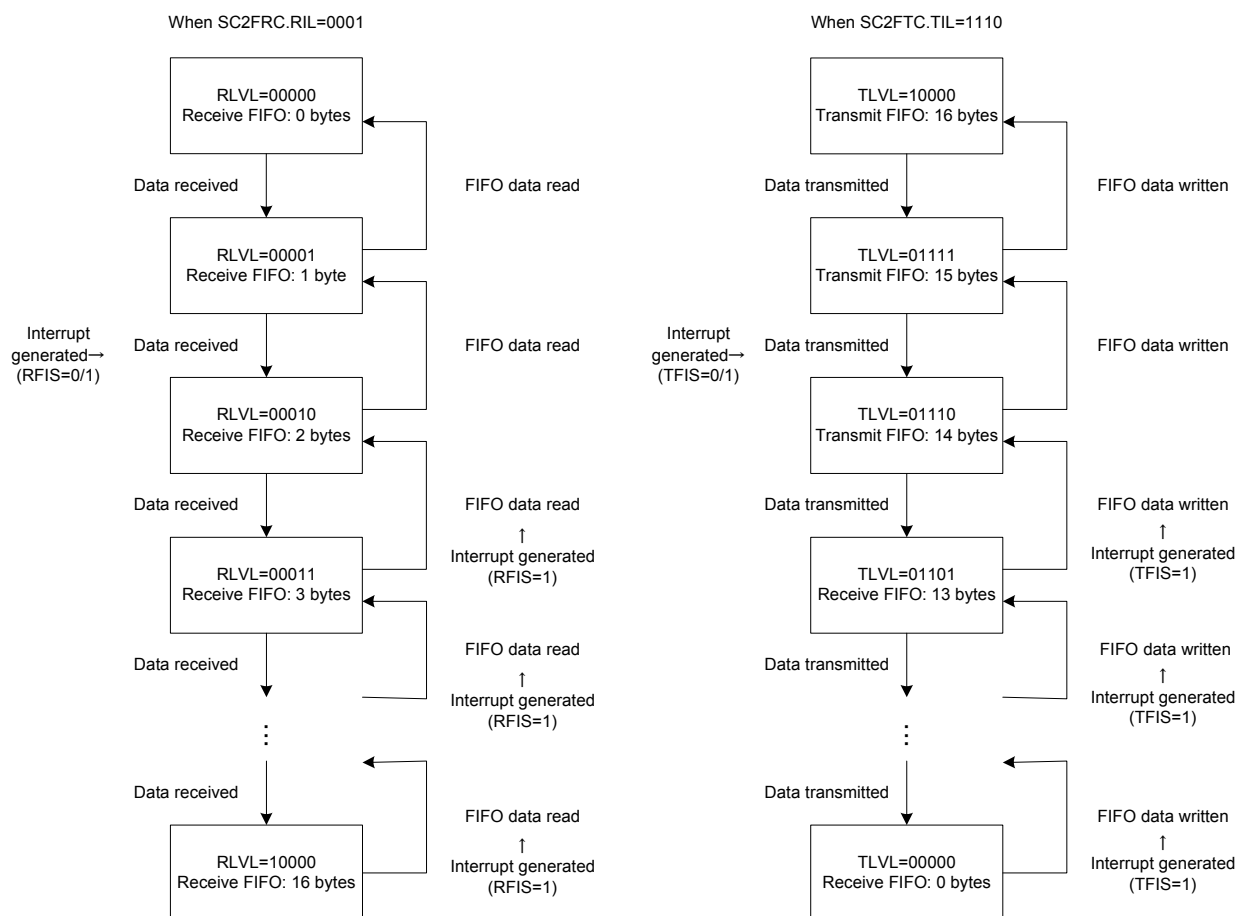 When SC2FRC.RIL=0001
RLVL=00000
Receive FIFO: 0 bytes
Data received
FIFO data read
RLVL=00001
Receive FIFO: 1 byte
Interrupt
generated→
(RFIS=0/1)
Data received
FIFO data read
RLVL=00010
Receive FIFO: 2 bytes
Data received
FIFO data read
↑
Interrupt generated
(RFIS=1)
RLVL=00011
Receive FIFO: 3 bytes
Data received
FIFO data read
↑
Interrupt generated
(RFIS=1)
⋮
Data received
FIFO data read
↑
Interrupt generated
(RFIS=1)
RLVL=10000
Receive FIFO: 16 bytes
When SC2FTC.TIL=1110
TLVL=10000
Transmit FIFO: 16 bytes
Data transmitted
FIFO data written
TLVL=01111
Transmit FIFO: 15 bytes
Interrupt
generated→
(TFIS=0/1)
Data transmitted
FIFO data written
TLVL=01110
Transmit FIFO: 14 bytes
Data transmitted
FIFO data written
↑
Interrupt generated
(TFIS=1)
TLVL=01101
Receive FIFO: 13 bytes
Data transmitted
FIFO data written
↑
Interrupt generated
(TFIS=1)
⋮
Data transmitted
FIFO data written
↑
Interrupt generated
(TFIS=1)
TLVL=00000
Receive FIFO: 0 bytes